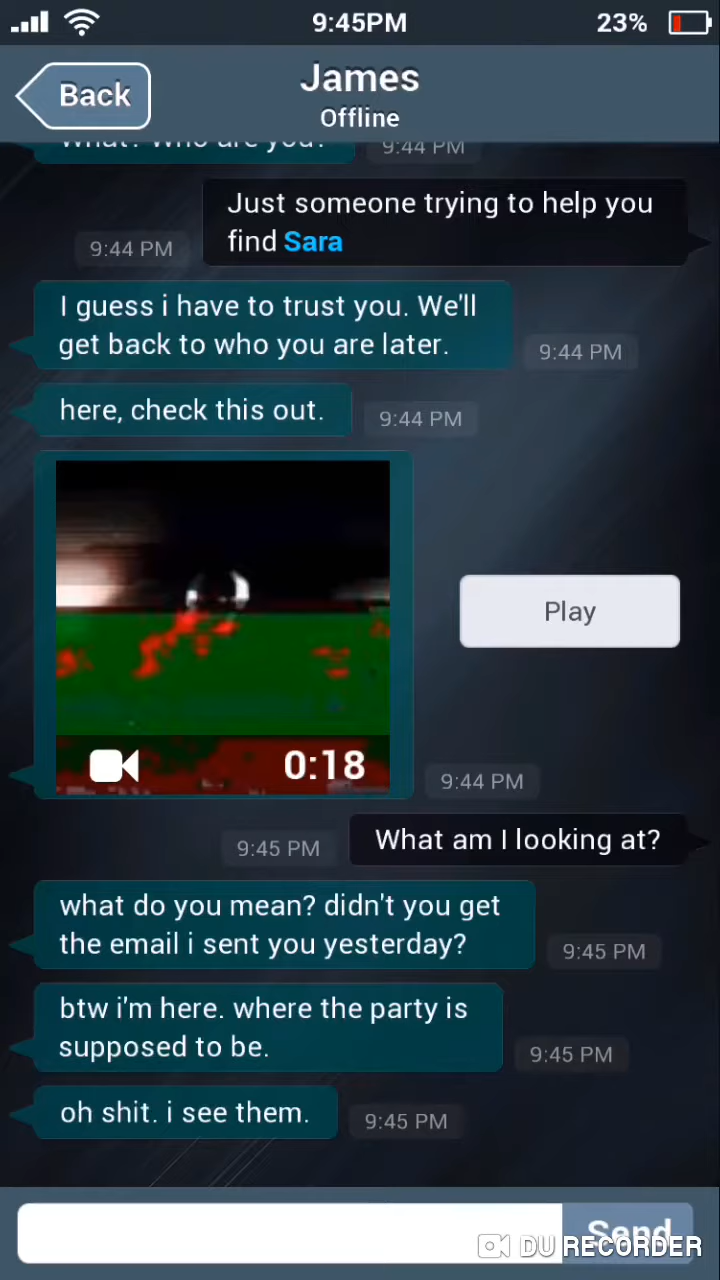 9:45PM
23%
Back
James
Offline
What? Who are you?
9:44 PM
Just someone trying to help you
find Sara
9:44 PM
I guess i have to trust you. We'll
get back to who you are later.
9:44 PM
here, check this out.
9:44 PM
Play
0:18
9:44 PM
What am I looking at?
9:45 PM
what do you mean? didn't you get
the email i sent you yesterday?
9:45 PM
btw i'm here. where the party is
supposed to be.
9:45 PM
oh shit. i see them.
9:45 PM
Send
DU RECORDER